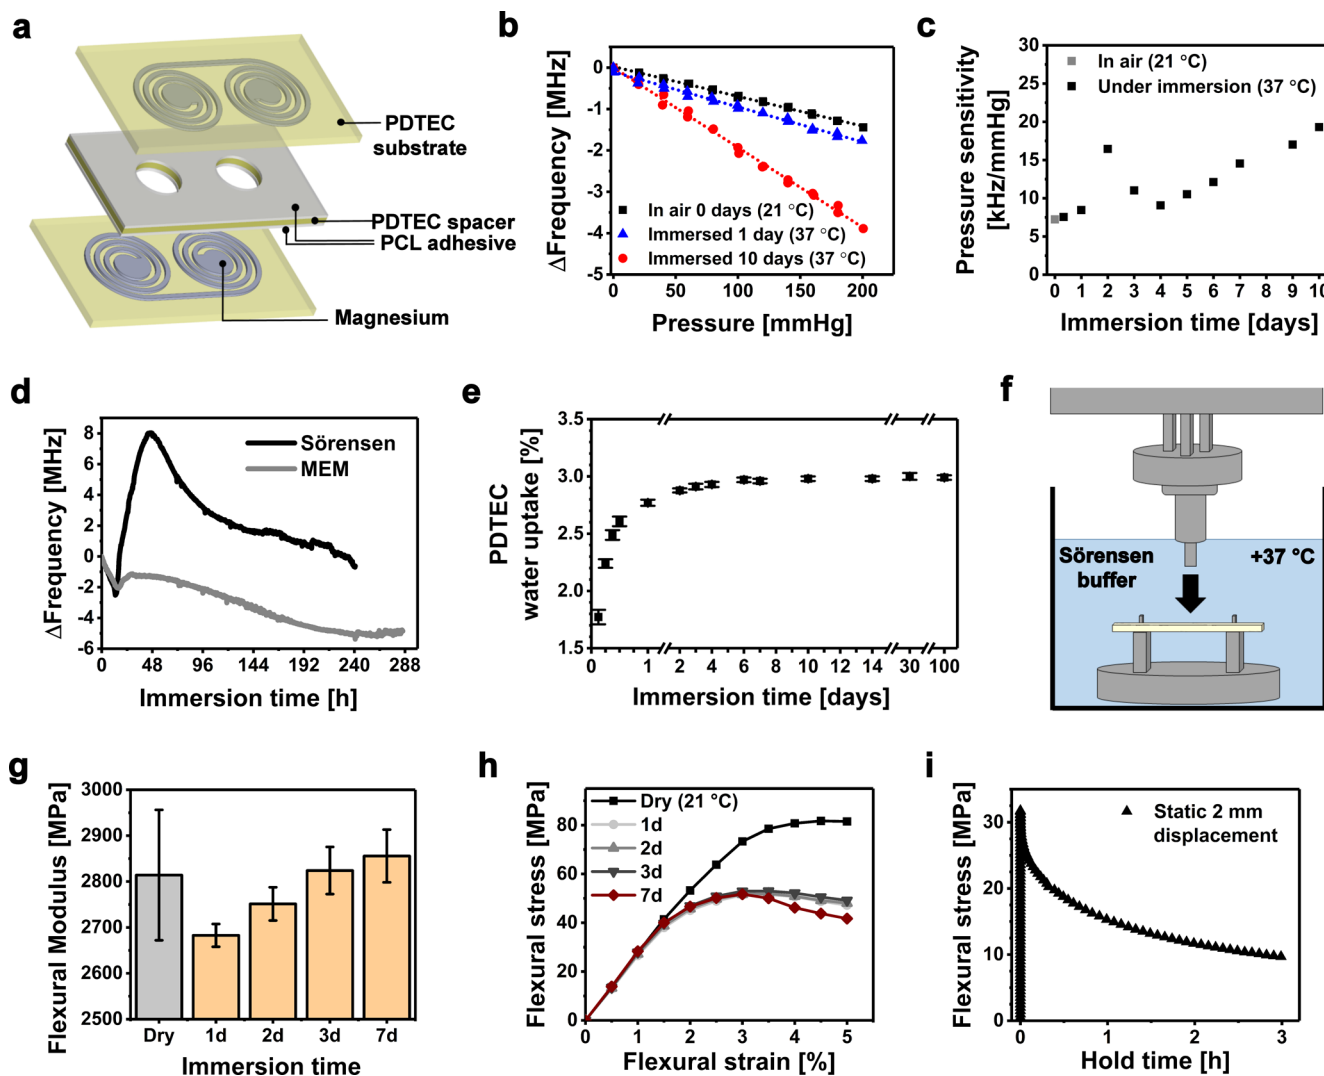 a
PDTEC
substrate
PDTEC spacer
PCL adhesive
Magnesium
b
ΔFrequency [MHz]
0
-1
-2
-3
-4
-5
In air 0 days (21 °C)
Immersed 1 day (37 °C)
Immersed 10 days (37 °C)
0 50 100 150 200
Pressure [mmHg]
c
Pressure sensitivity
[kHz/mmHg]
30
25
20
15
10
5
0
In air (21 °C)
Under immersion (37 °C)
0 1 2 3 4 5 6 7 8 9 10
Immersion time [days]
d
ΔFrequency [MHz]
8
6
4
2
0
-2
-4
-6
Sörensen
MEM
0 48 96 144 192 240 288
Immersion time [h]
e
PDTEC
water uptake [%]
3.5
3.0
2.5
2.0
1.5
0 1 2 4 6 8 10 12 14 30 100
Immersion time [days]
f
Sörensen
buffer
+37 °C
g
Flexural Modulus [MPa]
3000
2900
2800
2700
2600
2500
Dry 1d 2d 3d 7d
Immersion time
h
Flexural stress [MPa]
80
60
40
20
0
Dry (21 °C)
1d
2d
3d
7d
0 1 2 3 4 5
Flexural strain [%]
i
Flexural stress [MPa]
30
20
10
0
Static 2 mm
displacement
0 1 2 3
Hold time [h]